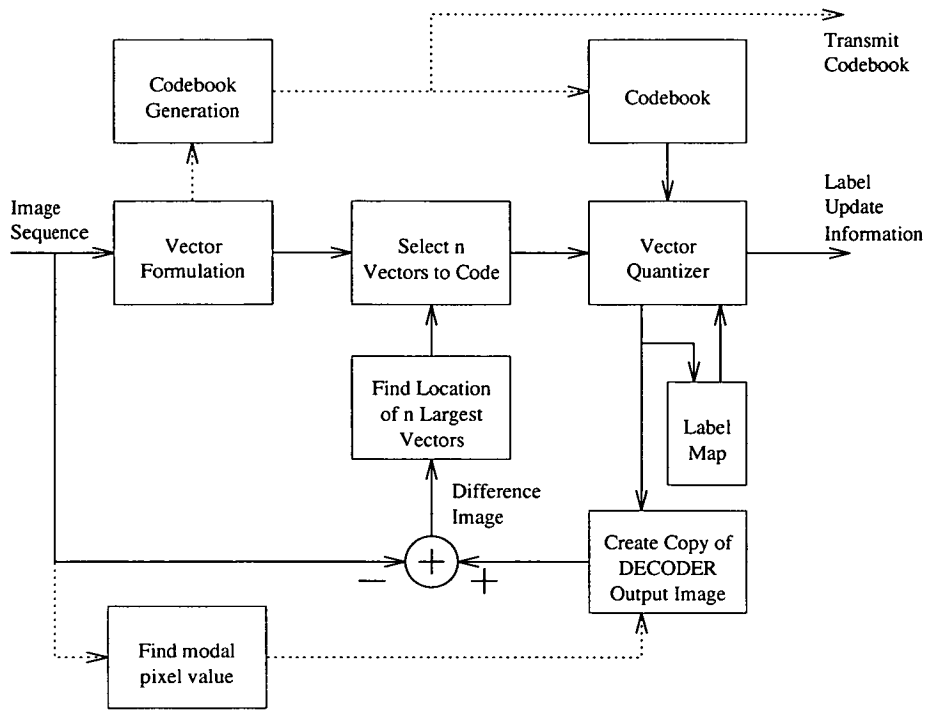 Transmit
Codebook
Codebook
Generation
Codebook
Image
Sequence
Vector
Formulation
Select n
Vectors to Code
Vector
Quantizer
Label
Update
Information
Find Location
of n Largest
Vectors
Label
Map
Difference
Image
+
−
+
Create Copy of
DECODER
Output Image
Find modal
pixel value